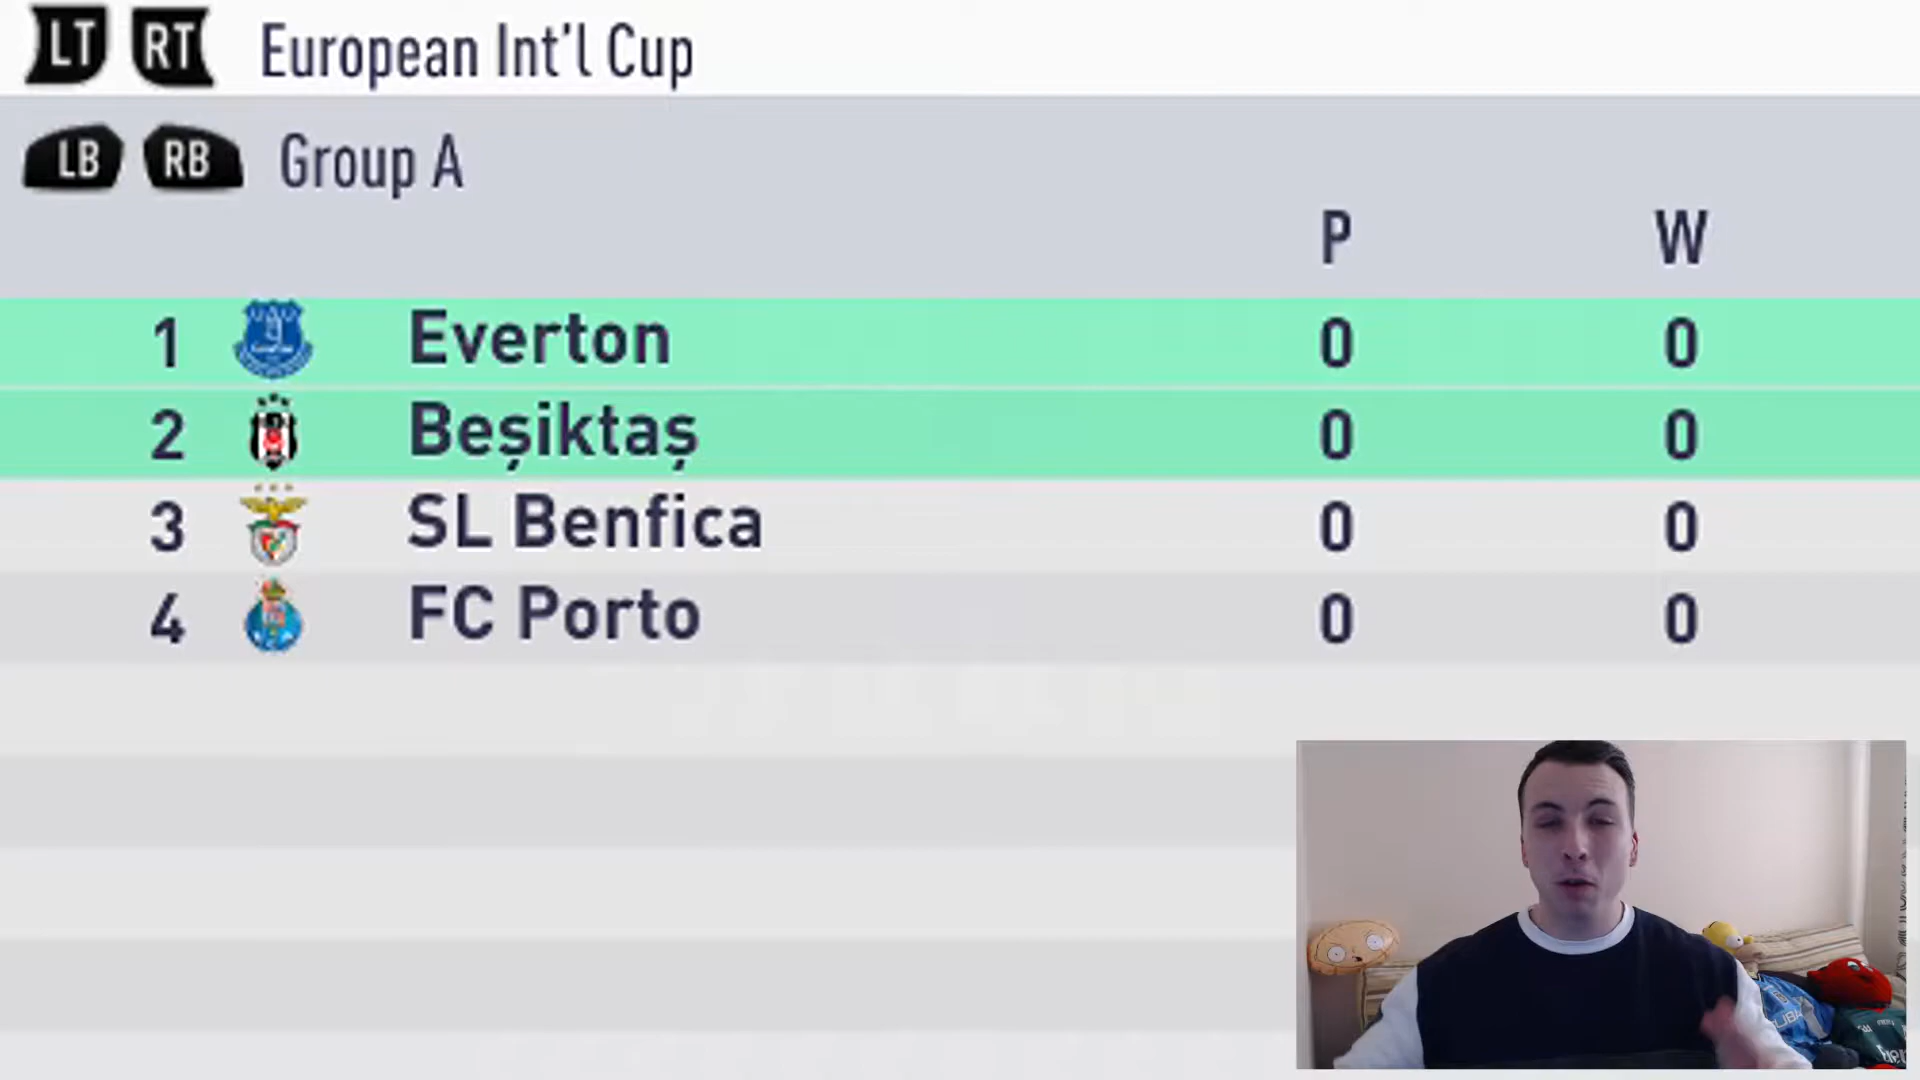 LT RT European Int'l Cup
LB RB Group A
P W
1 Everton 0 0
2 Beşiktaş 0 0
3 SL Benfica 0 0
4 FC Porto 0 0